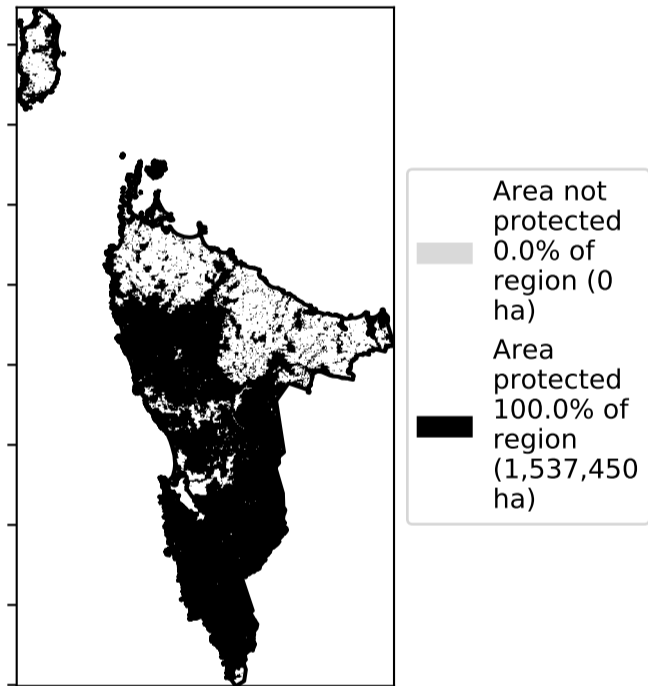 Area not
protected
0.0% of
region (0
ha)
Area
protected
100.0% of
region
(1,537,450
ha)